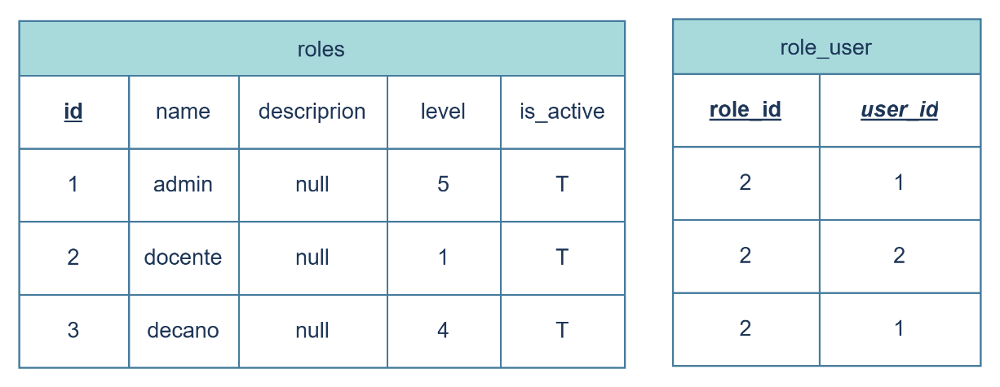 roles
id name descriprion level is_active
1 admin null 5 T
2 docente null 1 T
3 decano null 4 T
role_user
role_id user_id
2 1
2 2
2 1